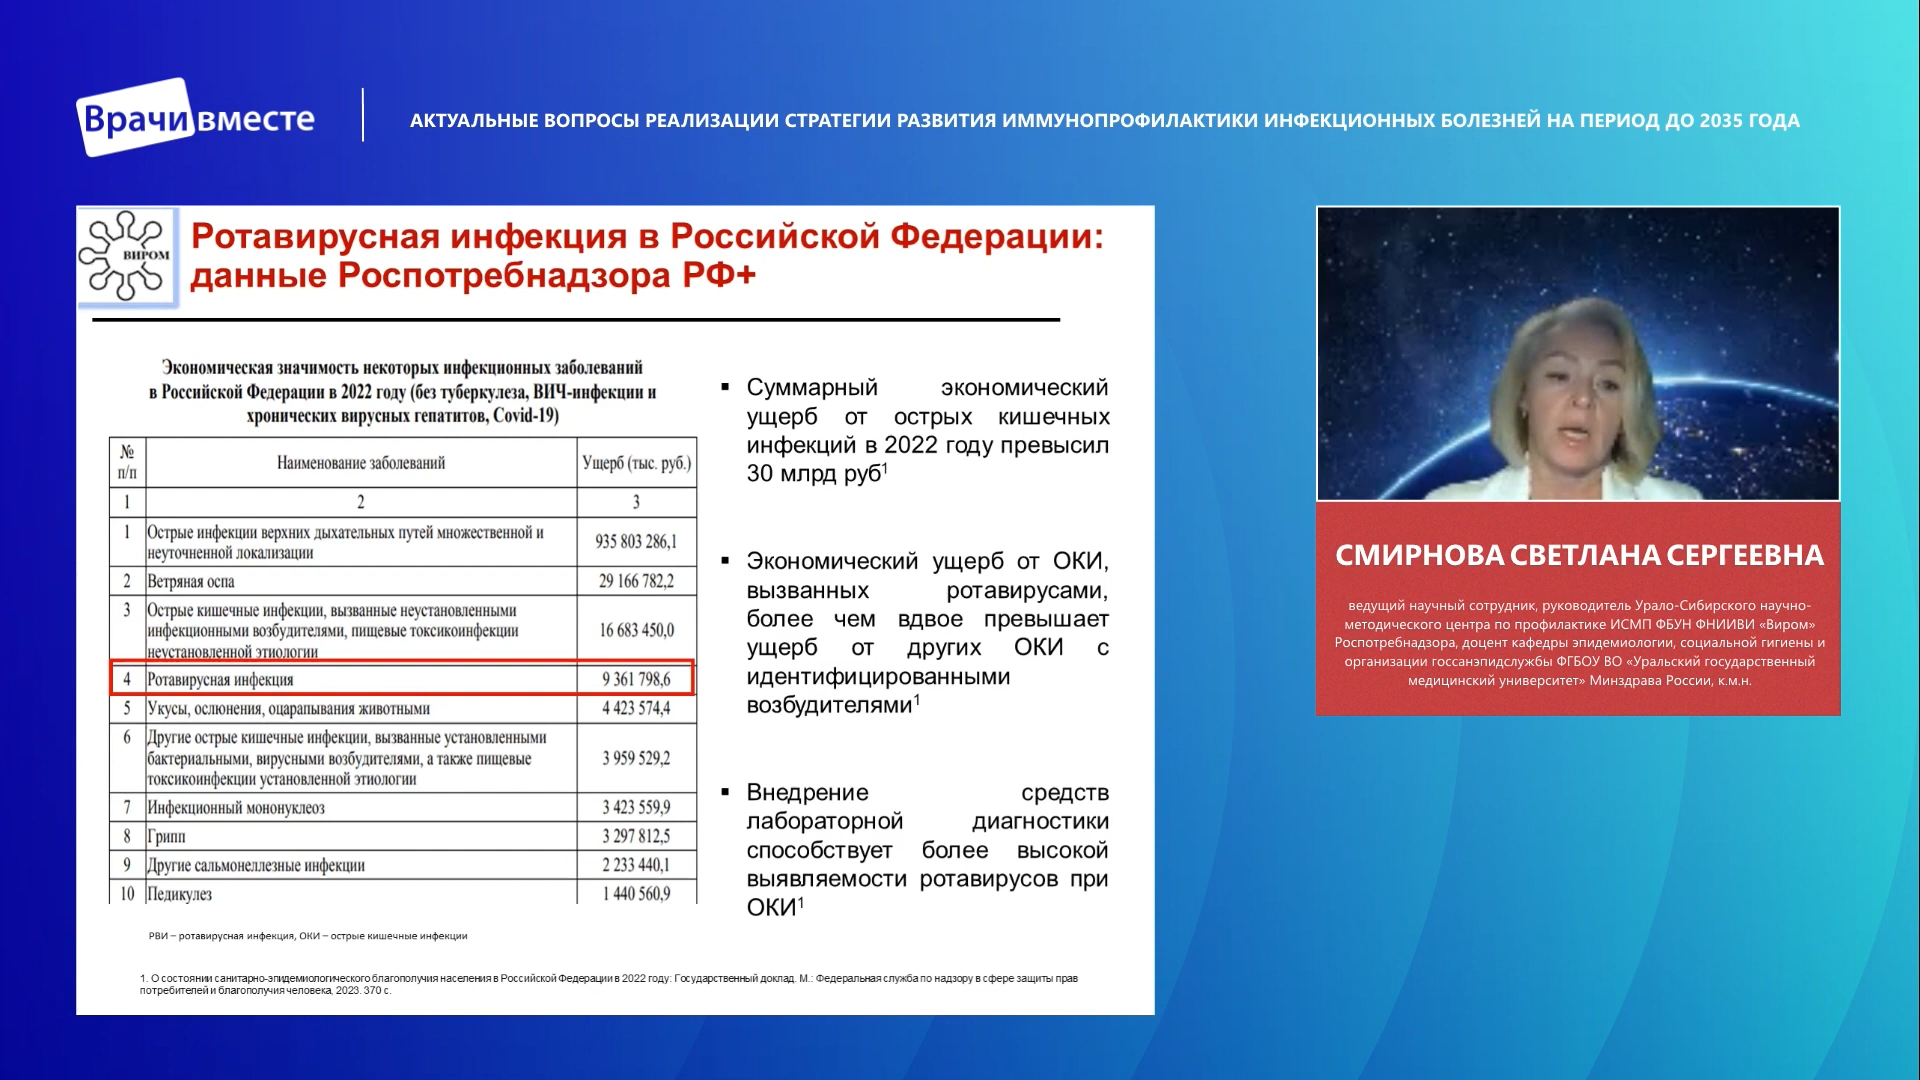 Врачи вместе
АКТУАЛЬНЫЕ ВОПРОСЫ РЕАЛИЗАЦИИ СТРАТЕГИИ РАЗВИТИЯ ИММУНОПРОФИЛАКТИКИ ИНФЕКЦИОННЫХ БОЛЕЗНЕЙ НА ПЕРИОД ДО 2035 ГОДА
ВИРОМ
Ротавирусная инфекция в Российской Федерации:
данные Роспотребнадзора РФ+
Экономическая значимость некоторых инфекционных заболеваний
в Российской Федерации в 2022 году (без туберкулеза, ВИЧ-инфекции и
хронических вирусных гепатитов, Covid-19)
№ п/п Наименование заболеваний Ущерб (тыс. руб.)
1 2 3
1 Острые инфекции верхних дыхательных путей множественной и
неуточненной локализации 935 803 286,1
2 Ветряная оспа 29 166 782,2
3 Острые кишечные инфекции, вызванные неустановленными
инфекционными возбудителями, пищевые токсикоинфекции 16 683 450,0
неустановленной этиологии
4 Ротавирусная инфекция 9 361 798,6
5 Укусы, ослюнения, оцарапывания животными 4 423 574,4
6 Другие острые кишечные инфекции, вызванные установленными
бактериальными, вирусными возбудителями, а также пищевые 3 959 529,2
токсикоинфекции установленной этиологии
7 Инфекционный мононуклеоз 3 423 559,9
8 Грипп 3 297 812,5
9 Другие сальмонеллезные инфекции 2 233 440,1
10 Педикулез 1 440 560,9
РВИ – ротавирусная инфекция, ОКИ – острые кишечные инфекции
▪ Суммарный экономический
ущерб от острых кишечных
инфекций в 2022 году превысил
30 млрд руб¹
▪ Экономический ущерб от ОКИ,
вызванных ротавирусами,
более чем вдвое превышает
ущерб от других ОКИ с
идентифицированными
возбудителями¹
▪ Внедрение средств
лабораторной диагностики
способствует более высокой
выявляемости ротавирусов при
ОКИ¹
1. О состоянии санитарно-эпидемиологического благополучия населения в Российской Федерации в 2022 году: Государственный доклад. М.: Федеральная служба по надзору в сфере защиты прав
потребителей и благополучия человека, 2023. 370 с.
СМИРНОВА СВЕТЛАНА СЕРГЕЕВНА
ведущий научный сотрудник, руководитель Урало-Сибирского научно-
методического центра по профилактике ИСМП ФБУН ФНИИВИ «Виром»
Роспотребнадзора, доцент кафедры эпидемиологии, социальной гигиены и
организации госсанэпидслужбы ФГБОУ ВО «Уральский государственный
медицинский университет» Минздрава России, к.м.н.